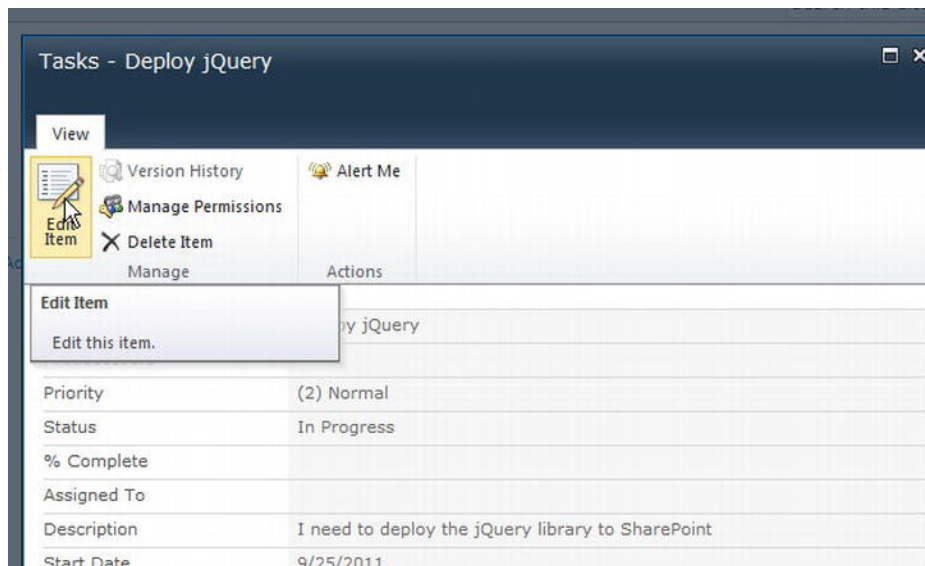 Tasks - Deploy jQuery
View
Edit Item
Version History
Manage Permissions
Delete Item
Manage
Alert Me
Actions
Edit Item
Edit this item.
jQuery
Priority (2) Normal
Status In Progress
% Complete
Assigned To
Description I need to deploy the jQuery library to SharePoint
Start Date 9/25/2011